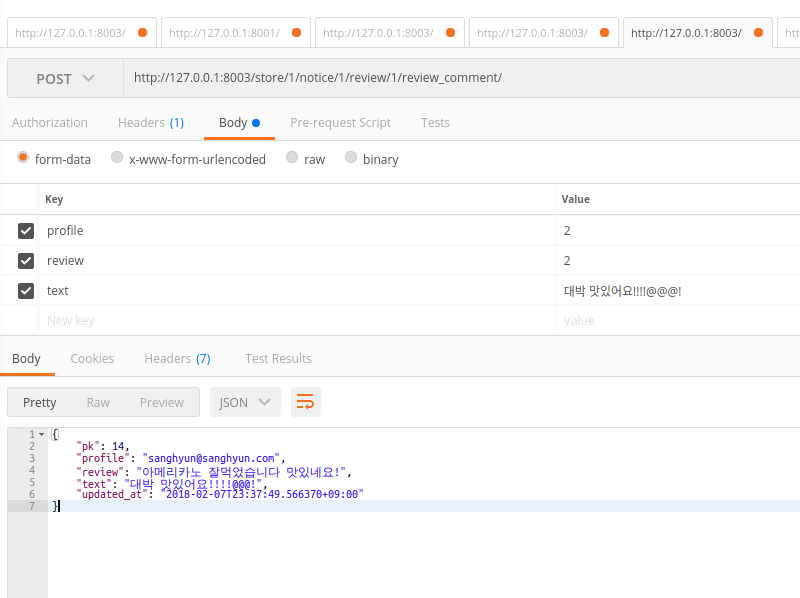 http://127.0.0.1:8003/ http://127.0.0.1:8001/ http://127.0.0.1:8003/ http://127.0.0.1:8003/ http://127.0.0.1:8003/ htt
POST http://127.0.0.1:8003/store/1/notice/1/review/1/review_comment/
Authorization Headers (1) Body Pre-request Script Tests
form-data x-www-form-urlencoded raw binary
Key Value
profile 2
review 2
text 대박 맛있어요!!!!@@@!
New key Value
Body Cookies Headers (7) Test Results
Pretty Raw Preview JSON
1 {
2 "pk": 14,
3 "profile": "sanghyun@sanghyun.com",
4 "review": "아메리카노 잘먹었습니다 맛있네요!",
5 "text": "대박 맛있어요!!!!@@@!",
6 "updated_at": "2018-02-07T23:37:49.566370+09:00"
7 }